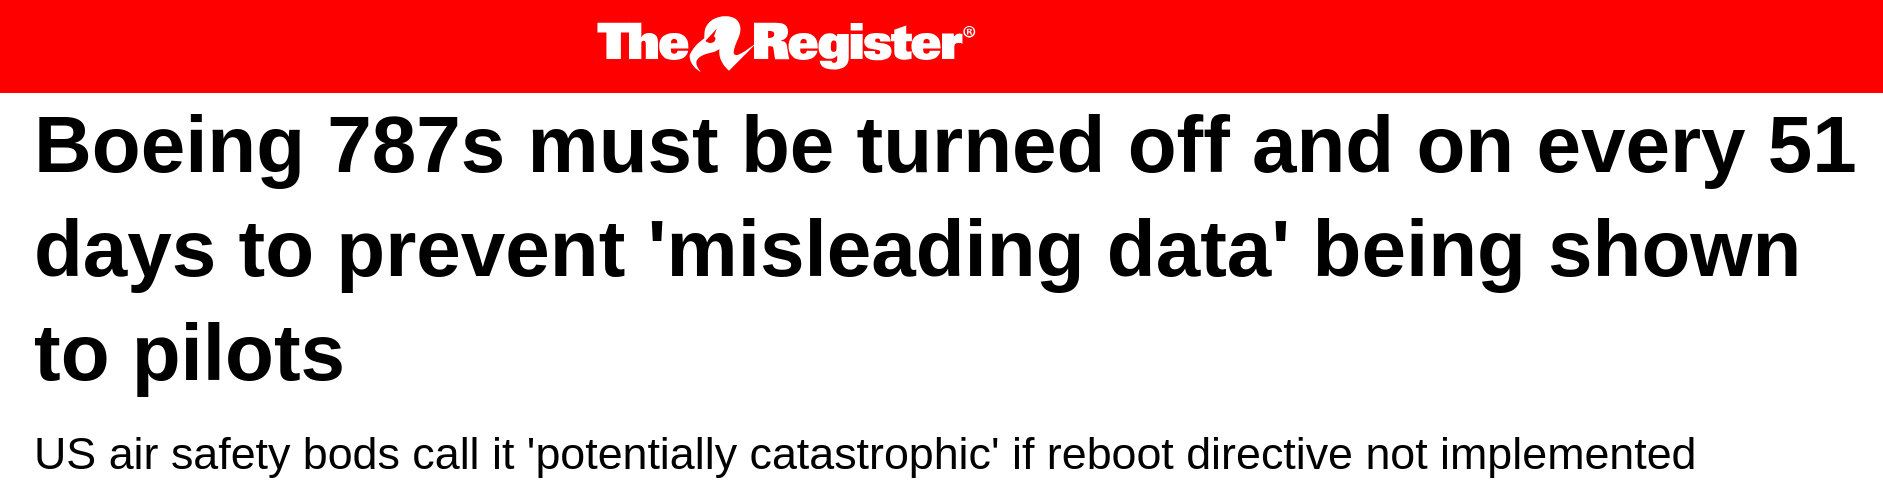 The Register®
Boeing 787s must be turned off and on every 51
days to prevent 'misleading data' being shown
to pilots
US air safety bods call it 'potentially catastrophic' if reboot directive not implemented